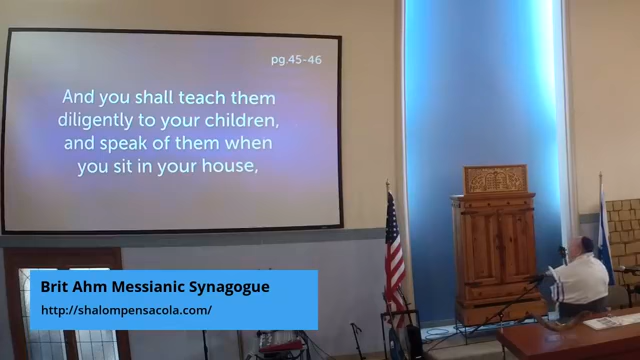 pg.45-46
And you shall teach them
diligently to your children,
and speak of them when
you sit in your house,
Brit Ahm Messianic Synagogue
http://shalompensacola.com/